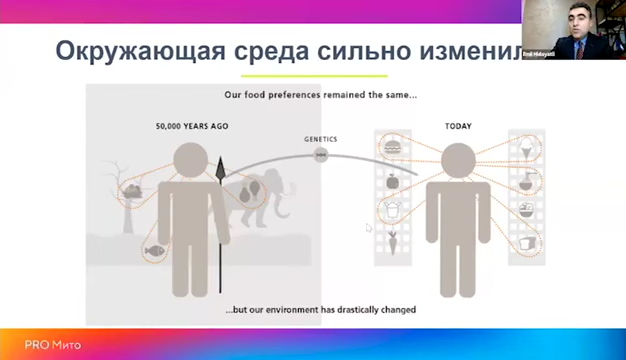 Окружающая среда сильно изменил
Our food preferences remained the same...
50,000 YEARS AGO
GENETICS
TODAY
...but our environment has drastically changed
PRO Мито